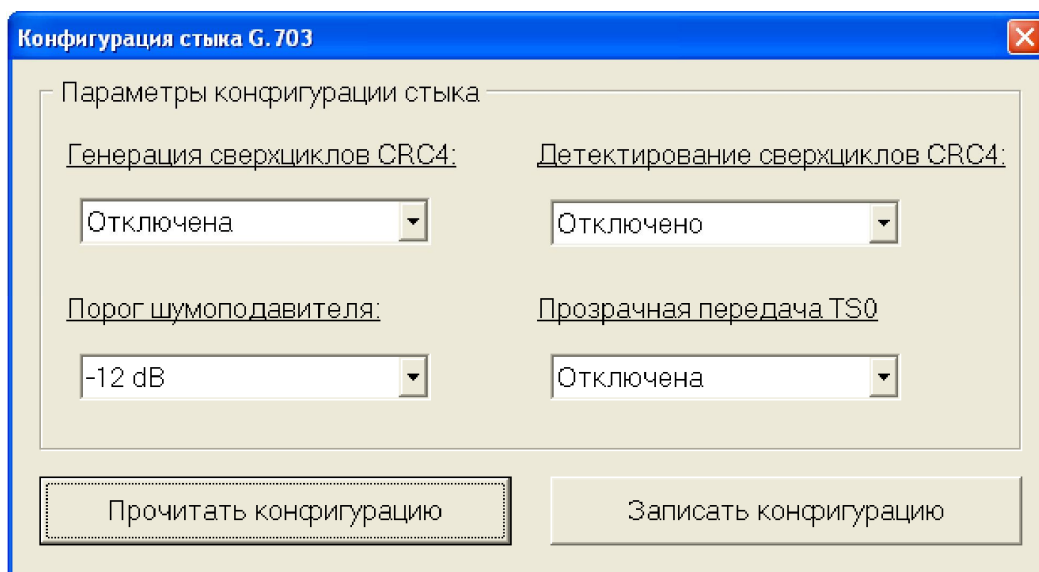 Конфигурация стыка G.703
Параметры конфигурации стыка
Генерация сверхциклов CRC4:
Детектирование сверхциклов CRC4:
Отключена
Отключено
Порог шумоподавителя:
Прозрачная передача TS0
-12 dB
Отключена
Прочитать конфигурацию
Записать конфигурацию